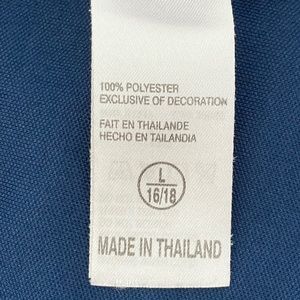 100% POLYESTER
EXCLUSIVE OF DECORATION
FAIT EN THAILANDE
HECHO EN TAILANDIA
L
16/18
MADE IN THAILAND